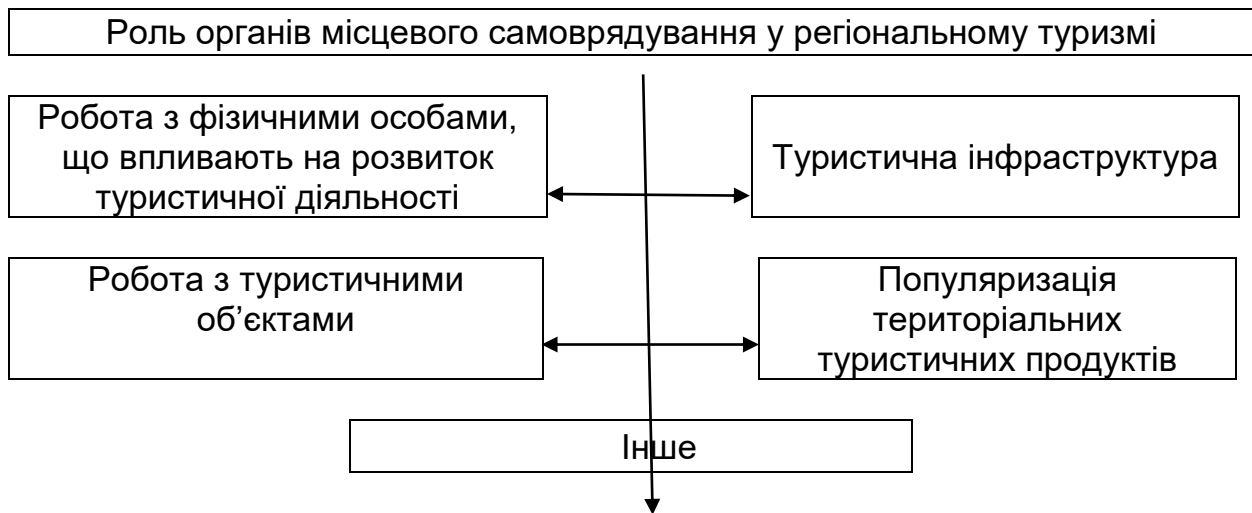 Роль органів місцевого самоврядування у регіональному туризмі
Робота з фізичними особами,
що впливають на розвиток
туристичної діяльності
Туристична інфраструктура
Робота з туристичними
об’єктами
Популяризація
територіальних
туристичних продуктів
Інше